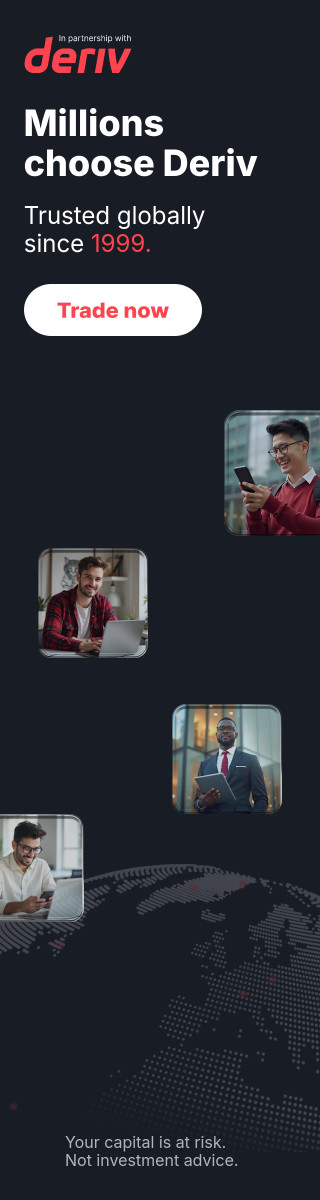 In partnership with
deriv
Millions
choose Deriv
Trusted globally
since 1999.
Trade now
Your capital is at risk.
Not investment advice.